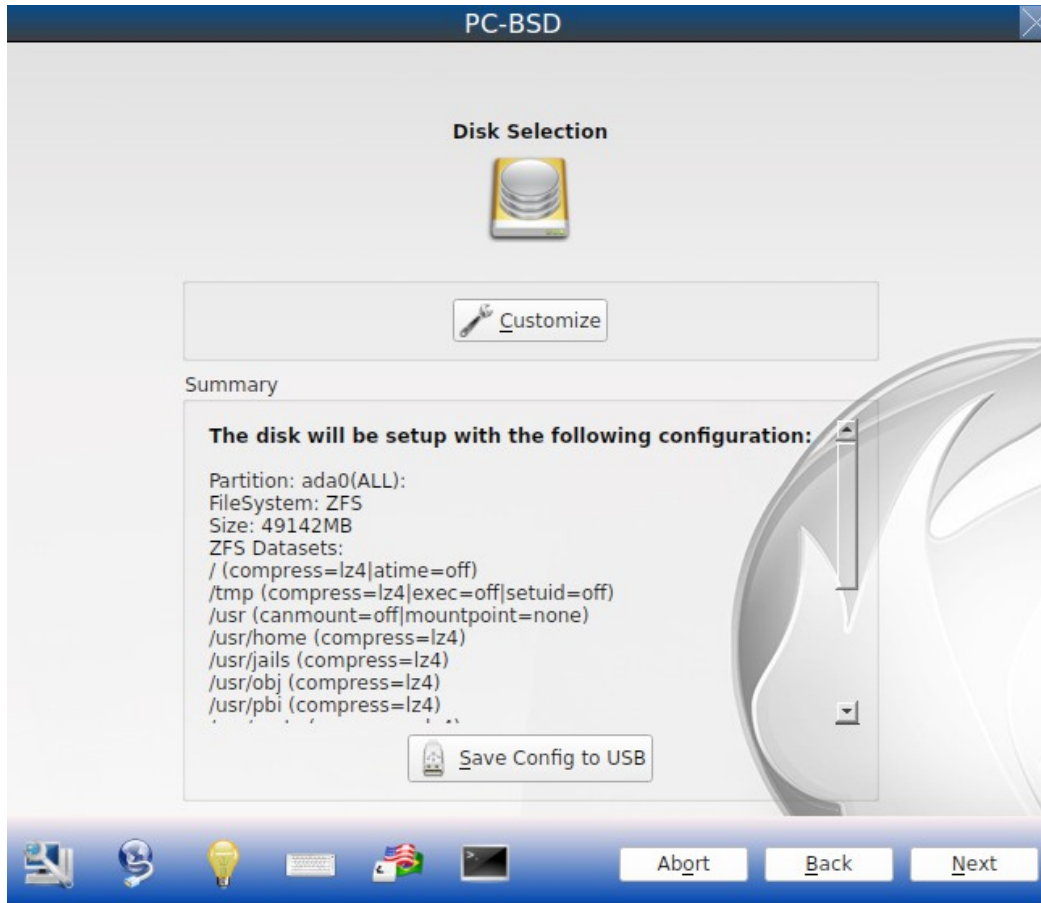 PC-BSD
Disk Selection
Customize
Summary
The disk will be setup with the following configuration:
Partition: ada0(ALL):
FileSystem: ZFS
Size: 49142MB
ZFS Datasets:
/ (compress=lz4|atime=off)
/tmp (compress=lz4|exec=off|setuid=off)
/usr (canmount=off|mountpoint=none)
/usr/home (compress=lz4)
/usr/jails (compress=lz4)
/usr/obj (compress=lz4)
/usr/pbi (compress=lz4)
Save Config to USB
Abort
Back
Next